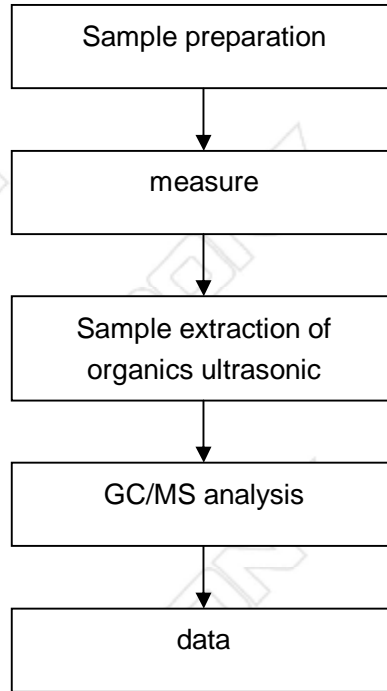 Sample preparation
measure
Sample extraction of
organics ultrasonic
GC/MS analysis
data